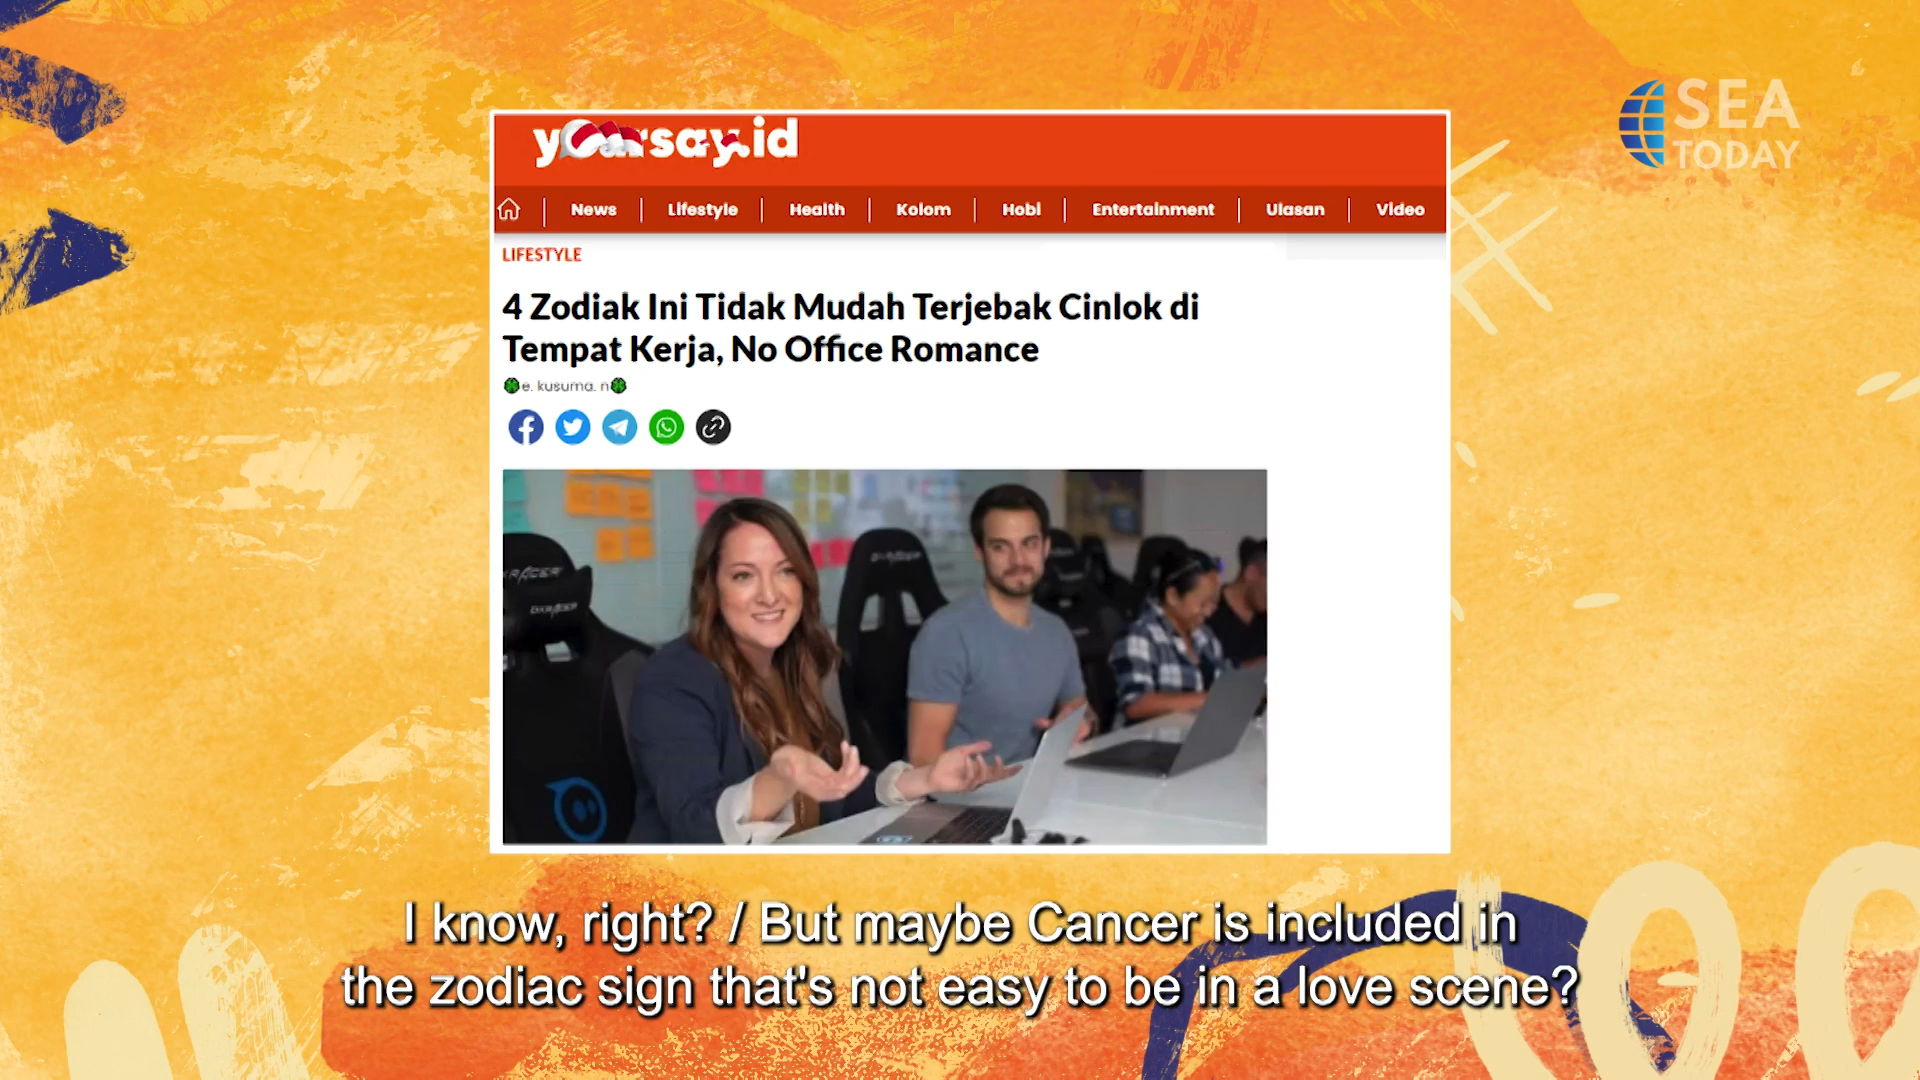 SEA
TODAY
yoursay.id
News
Lifestyle
Health
Kolom
Hobi
Entertainment
Ulasan
Video
LIFESTYLE
4 Zodiak Ini Tidak Mudah Terjebak Cinlok di
Tempat Kerja, No Office Romance
e. kusuma. n
DXRACER
I know, right? / But maybe Cancer is included in
the zodiac sign that's not easy to be in a love scene?